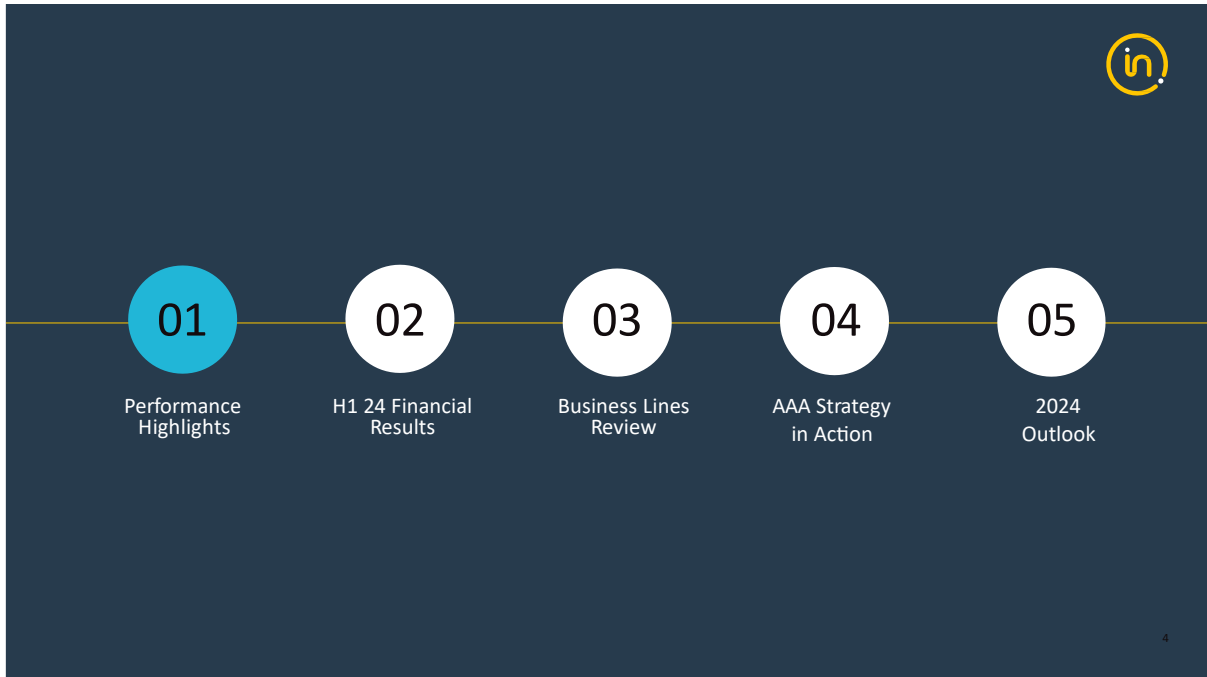 in
01
02
03
04
05
Performance
Highlights
H1 24 Financial
Results
Business Lines
Review
AAA Strategy
in Action
2024
Outlook
4